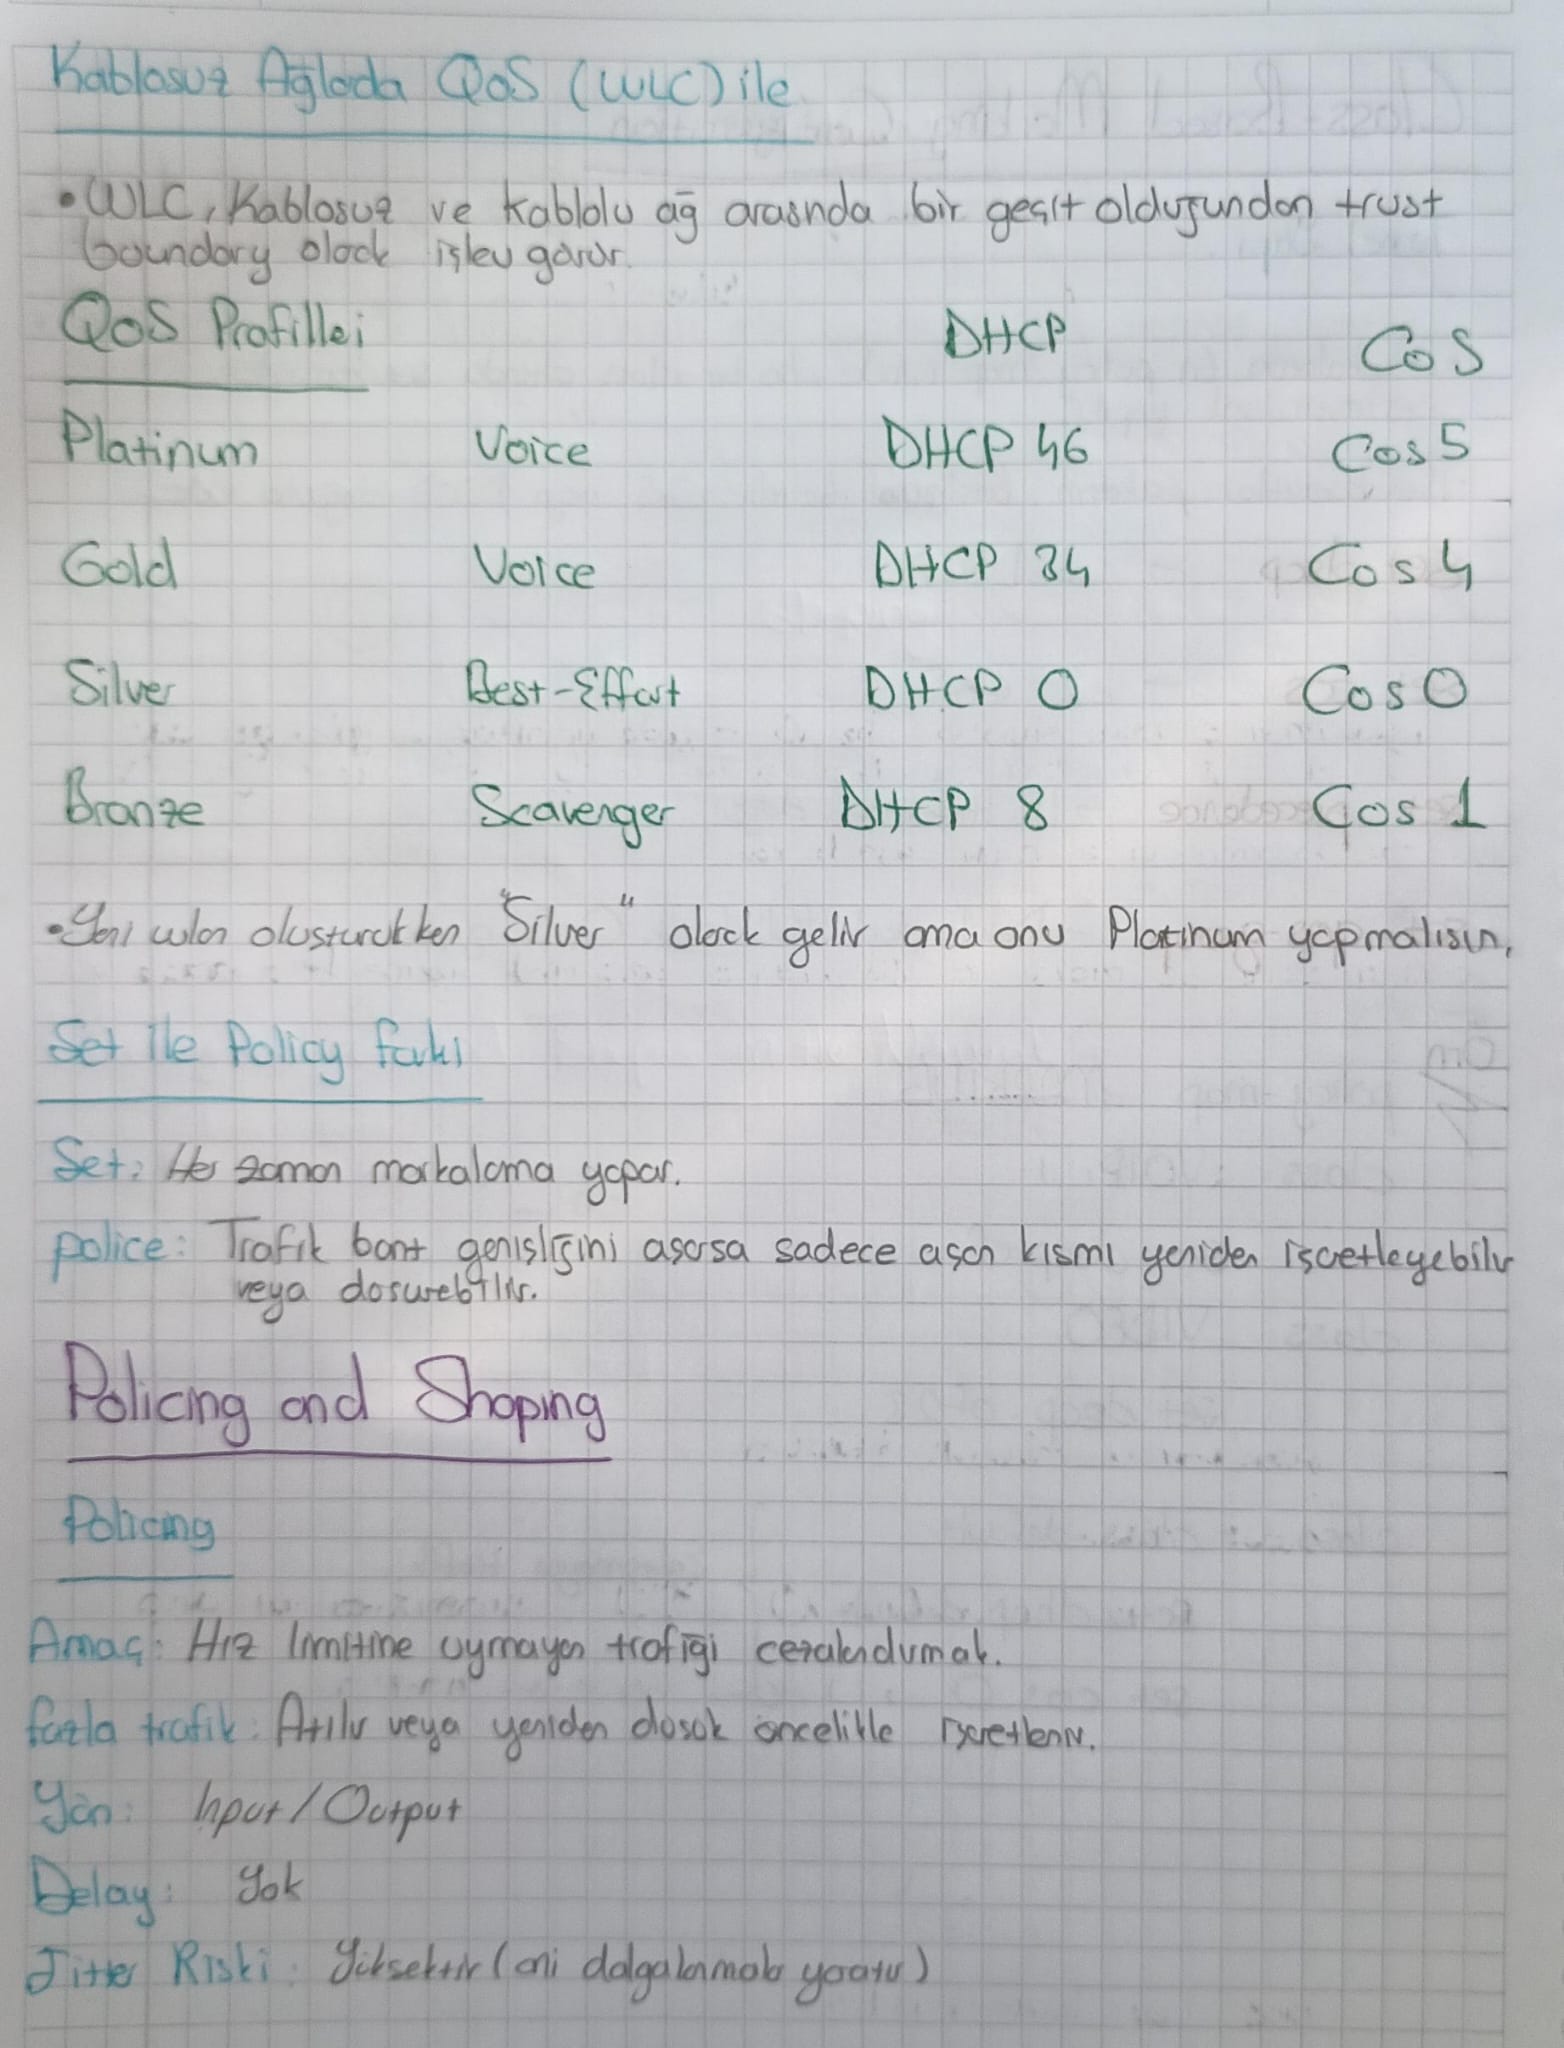 Kablosuz Ağlada QoS (WLC) ile
• WLC, Kablosuz ve kablolu ağ arasında bir geçit olduğundan trust
boundary olarak işlev görür.
QoS Profillei DHCP CoS
Platinum Voice DHCP 46 Cos 5
Gold Voice DHCP 34 Cos 4
Silver Best-Effort DHCP 0 Cos 0
Bronze Scavenger DHCP 8 Cos 1
• Yeni wlan oluştururken "Silver" olarak gelir ama onu Platinum yapmalısın.
Set ile Policy farkı
Set: Her zaman markalama yapar.
police: Trafik bant genişliğini aşarsa sadece aşan kısmı yeniden işaretleyebilir
veya düşürebilir.
Policing and Shaping
Policing
Amaç: Hız limitine uymayan trafiği cezalandırmak.
fazla trafik: Atılır veya yeniden düşük öncelikle işaretlenir.
Yön: Input/Output
Delay: Yok
Jitter Riski: Yüksektir (ani dalgalanmalar yaratır)